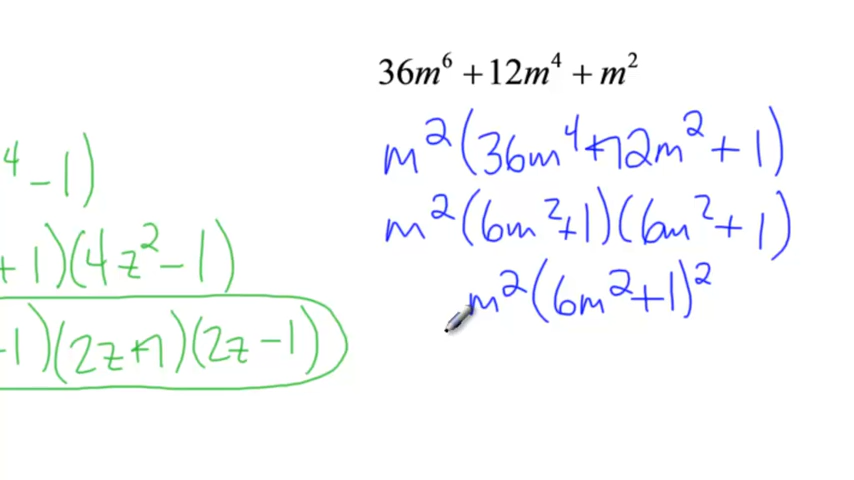 36m⁶ + 12m⁴ + m²
m²(36m⁴+12m² + 1)
m²(6m²+1)(6m² + 1)
m²(6m²+1)²
⁴ - 1)
+ 1)(4z² - 1)
-1)(2z+1)(2z - 1)